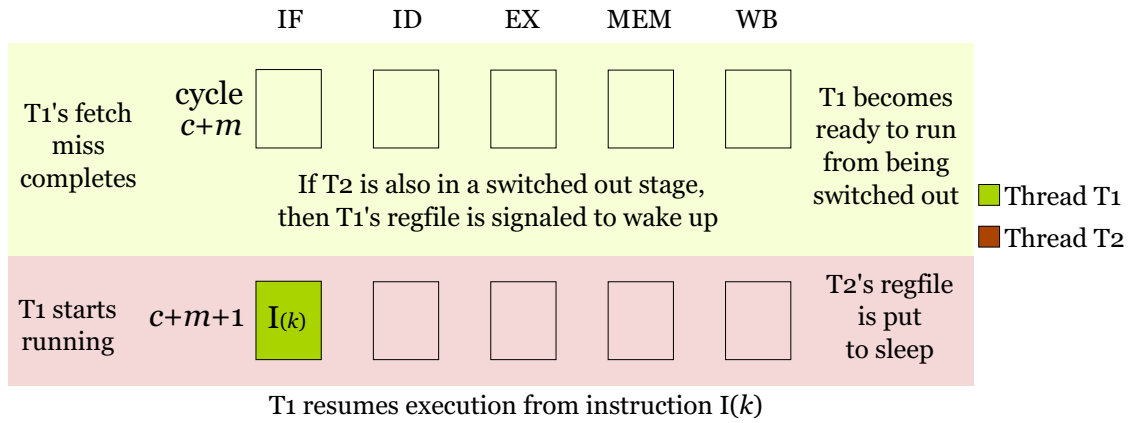 IF ID EX MEM WB
T1's fetch
miss
completes
cycle
c+m
T1 becomes
ready to run
from being
switched out
If T2 is also in a switched out stage,
then T1's regfile is signaled to wake up
Thread T1
Thread T2
T1 starts
running
c+m+1
I(k)
T2's regfile
is put
to sleep
T1 resumes execution from instruction I(k)